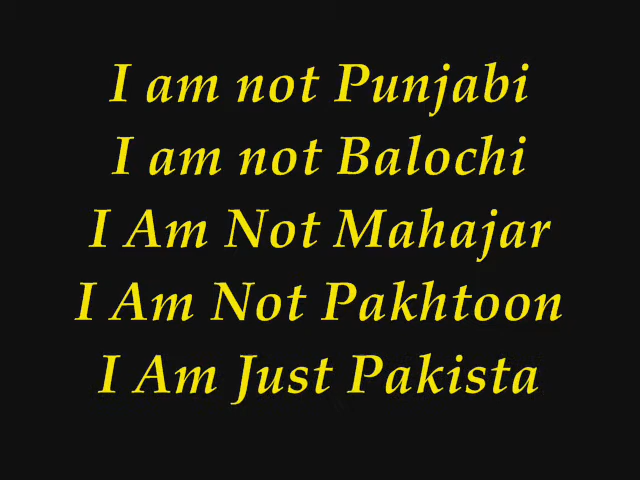 I am not Punjabi
I am not Balochi
I Am Not Mahajar
I Am Not Pakhtoon
I Am Just Pakista